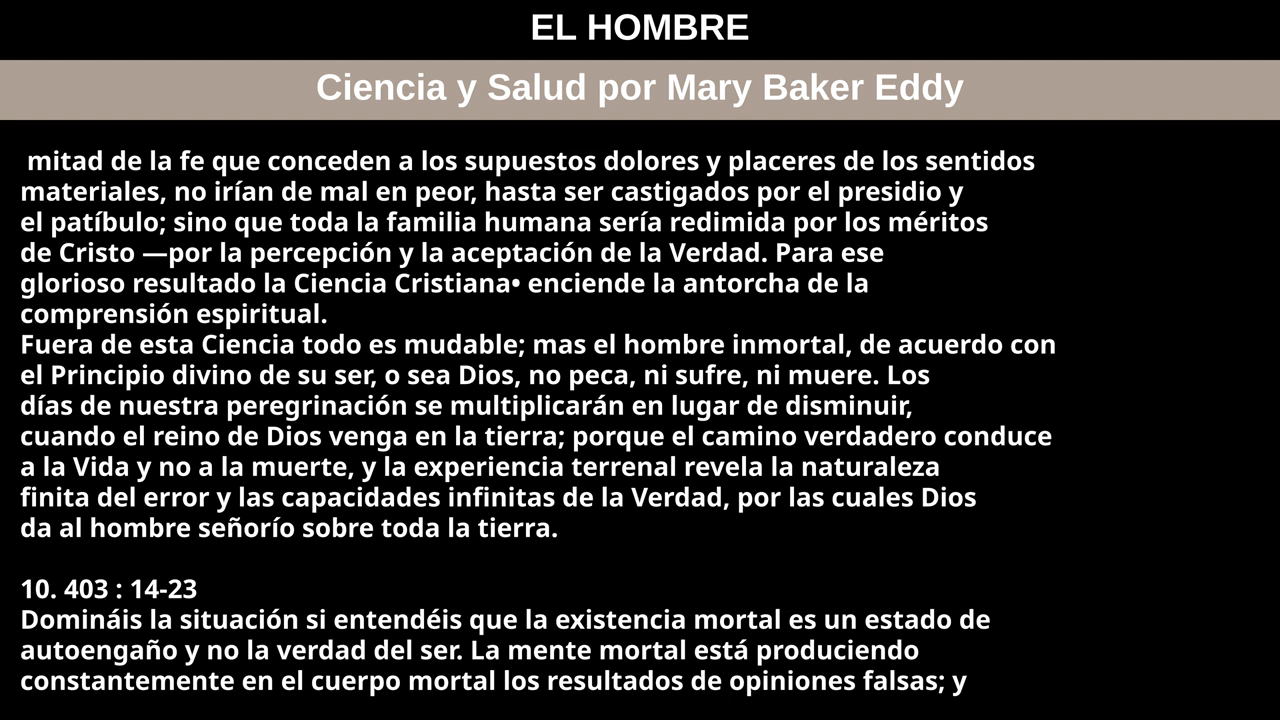 EL HOMBRE
Ciencia y Salud por Mary Baker Eddy
mitad de la fe que conceden a los supuestos dolores y placeres de los sentidos
materiales, no irían de mal en peor, hasta ser castigados por el presidio y
el patíbulo; sino que toda la familia humana sería redimida por los méritos
de Cristo —por la percepción y la aceptación de la Verdad. Para ese
glorioso resultado la Ciencia Cristiana• enciende la antorcha de la
comprensión espiritual.
Fuera de esta Ciencia todo es mudable; mas el hombre inmortal, de acuerdo con
el Principio divino de su ser, o sea Dios, no peca, ni sufre, ni muere. Los
días de nuestra peregrinación se multiplicarán en lugar de disminuir,
cuando el reino de Dios venga en la tierra; porque el camino verdadero conduce
a la Vida y no a la muerte, y la experiencia terrenal revela la naturaleza
finita del error y las capacidades infinitas de la Verdad, por las cuales Dios
da al hombre señorío sobre toda la tierra.
10. 403 : 14-23
Domináis la situación si entendéis que la existencia mortal es un estado de
autoengaño y no la verdad del ser. La mente mortal está produciendo
constantemente en el cuerpo mortal los resultados de opiniones falsas; y